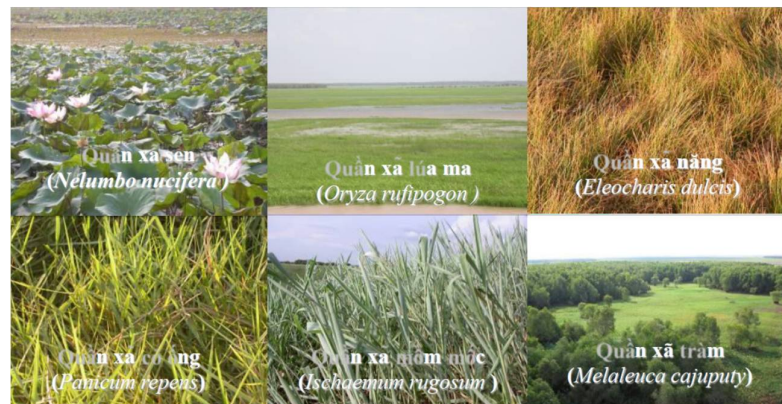 Quần xã sen
(Nelumbo nucifera )
Quần xã lúa ma
(Oryza rufipogon )
Quần xã năng
(Eleocharis dulcis)
Quần xã cỏ ống
(Panicum repens)
Quần xã mồm mốc
(Ischaemum rugosum )
Quần xã tràm
(Melaleuca cajuputy)